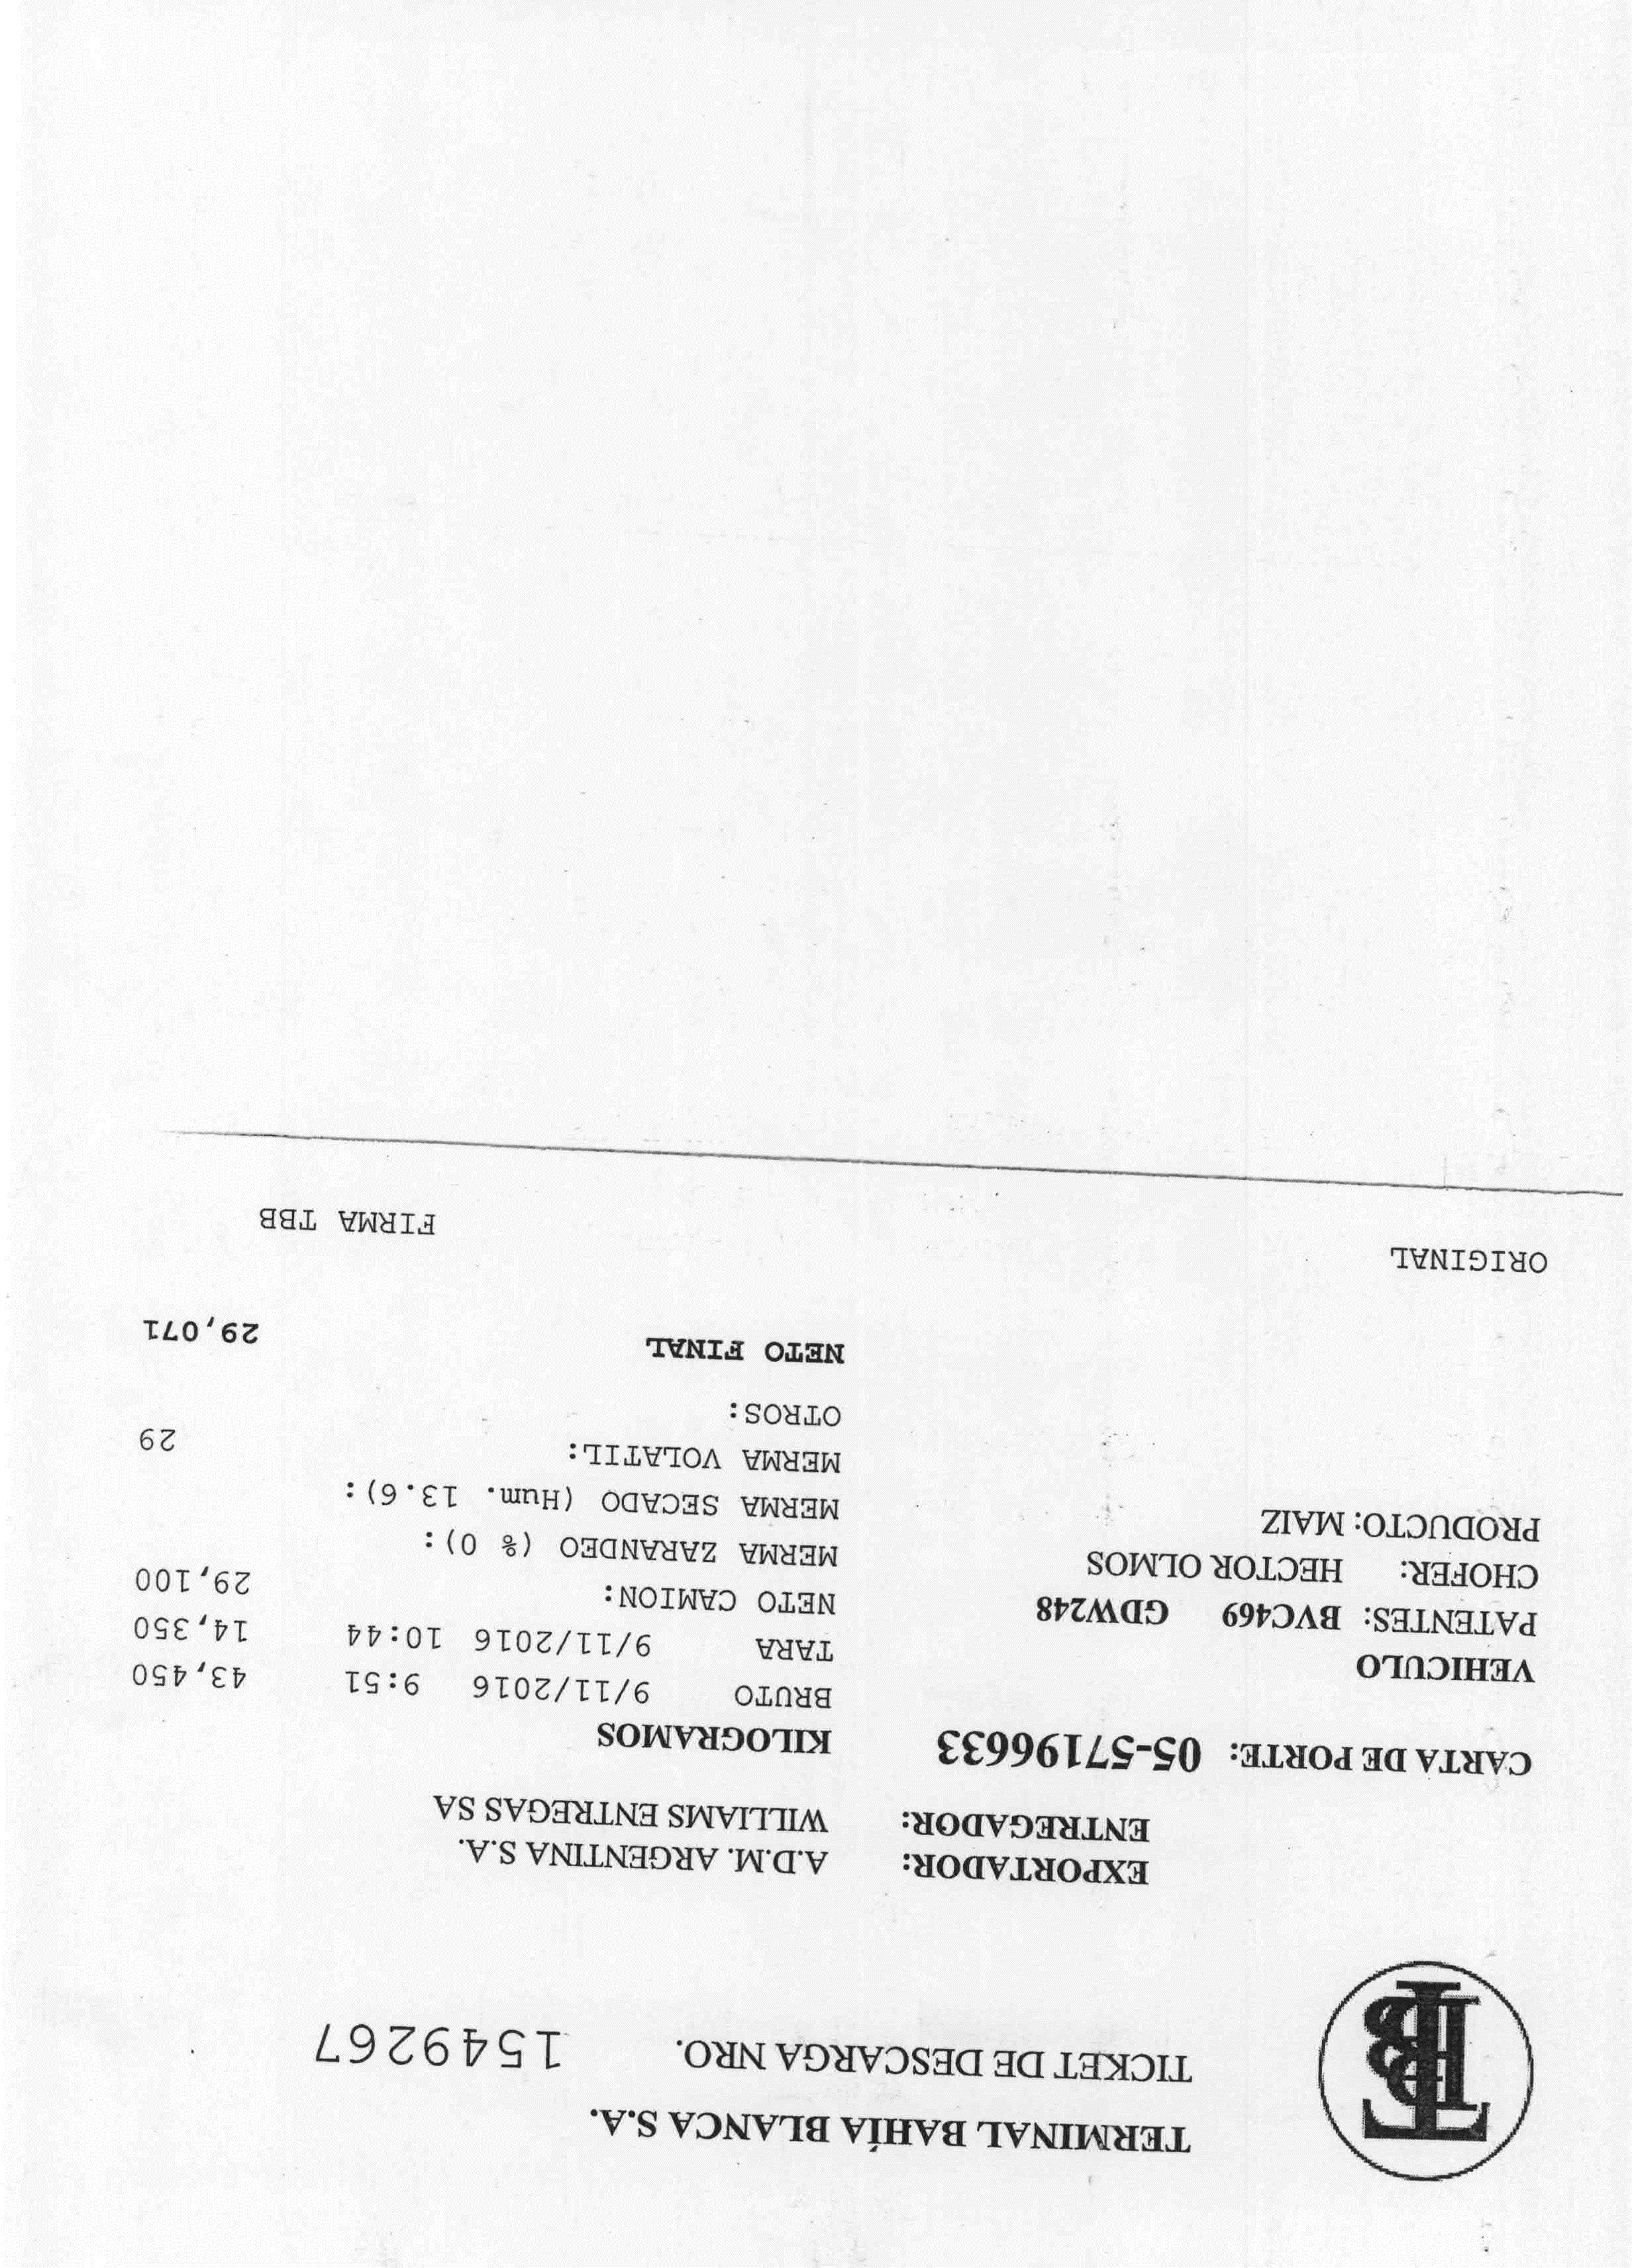 TERMINAL BAHÍA BLANCA S.A.
TICKET DE DESCARGA NRO. 1549267
TBB
EXPORTADOR: A.D.M. ARGENTINA S.A.
ENTREGADOR: WILLIAMS ENTREGAS SA
CARTA DE PORTE: 05-57196633
VEHICULO
PATENTES: BVC469 GDW248
CHOFER: HECTOR OLMOS
PRODUCTO: MAIZ
KILOGRAMOS
BRUTO 9/11/2016 9:51 43,450
TARA 9/11/2016 10:44 14,350
NETO CAMION: 29,100
MERMA ZARANDEO (% 0):
MERMA SECADO (Hum. 13.6):
MERMA VOLATIL: 29
OTROS:
NETO FINAL 29,071
ORIGINAL
FIRMA TBB